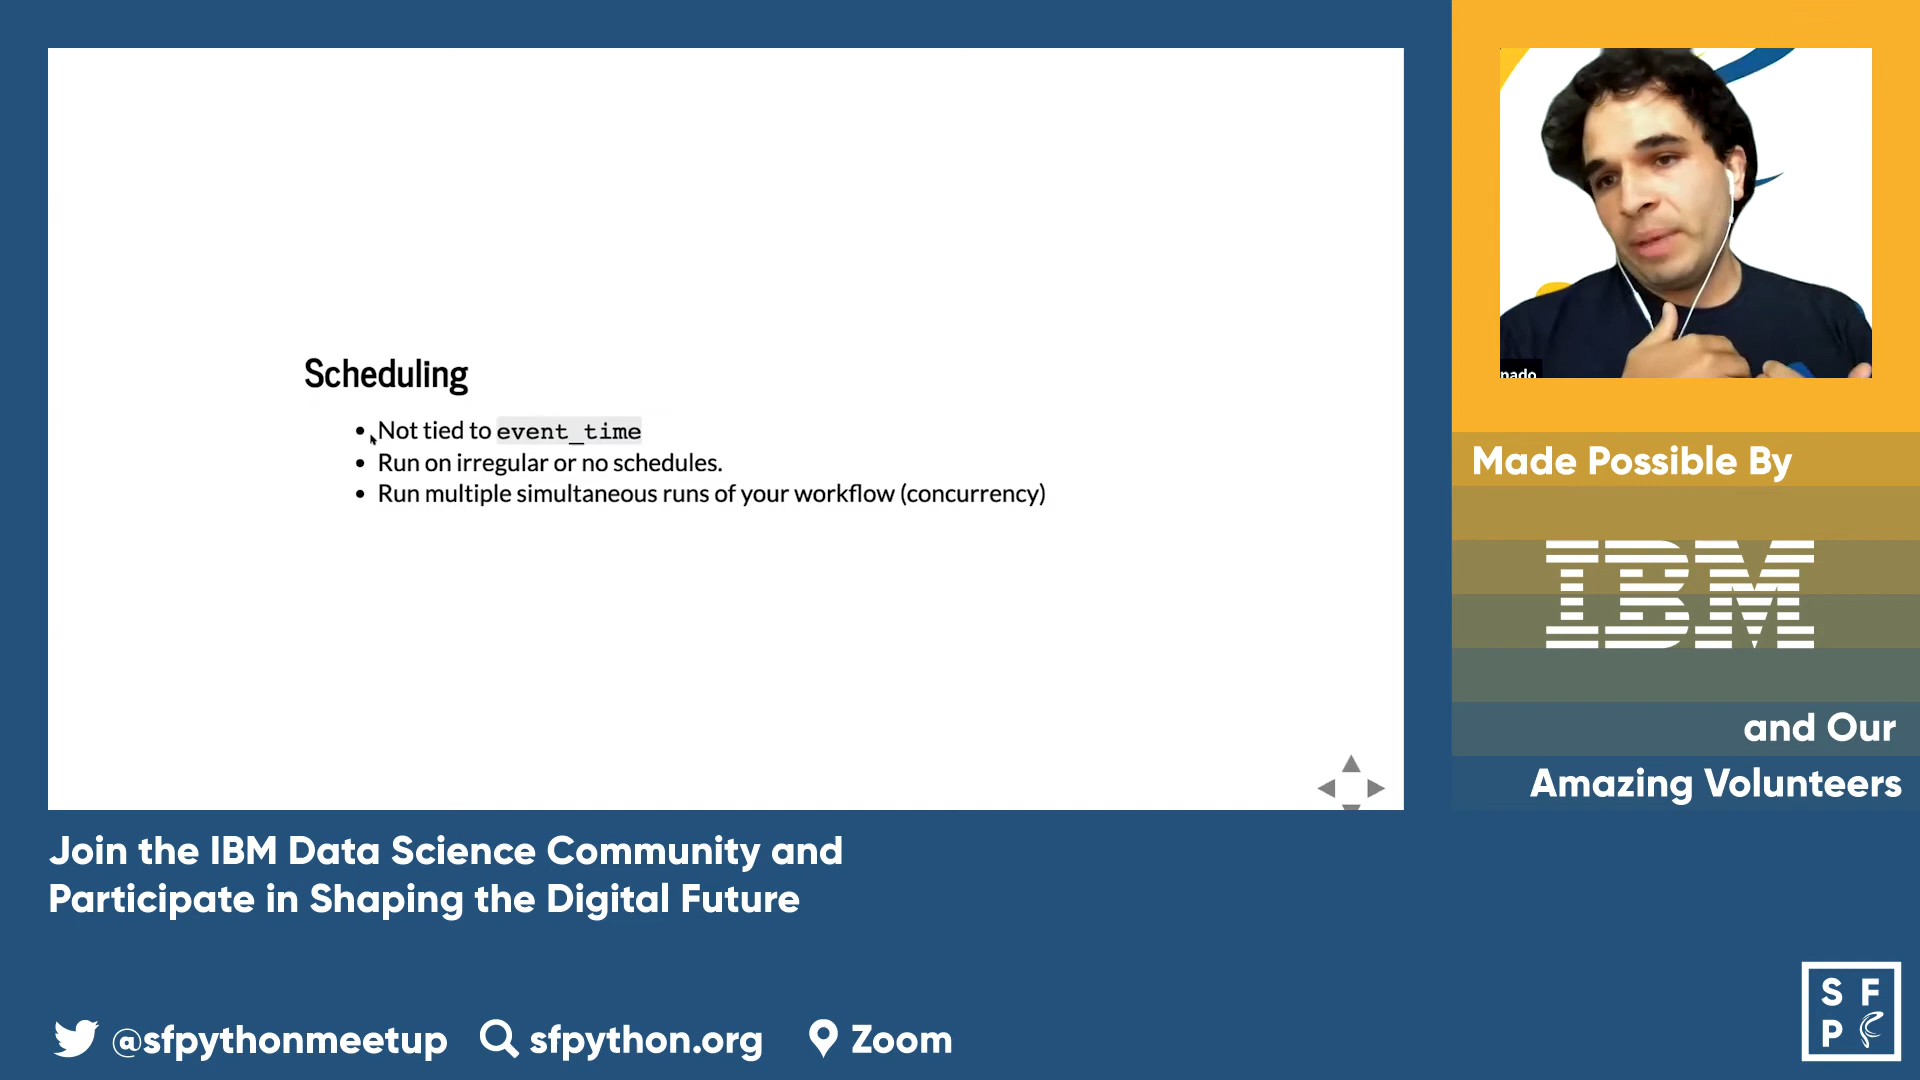 Scheduling
Not tied to event_time
Run on irregular or no schedules.
Run multiple simultaneous runs of your workflow (concurrency)
nado
Made Possible By
IBM
and Our
Amazing Volunteers
Join the IBM Data Science Community and
Participate in Shaping the Digital Future
@sfpythonmeetup sfpython.org Zoom
S F
P